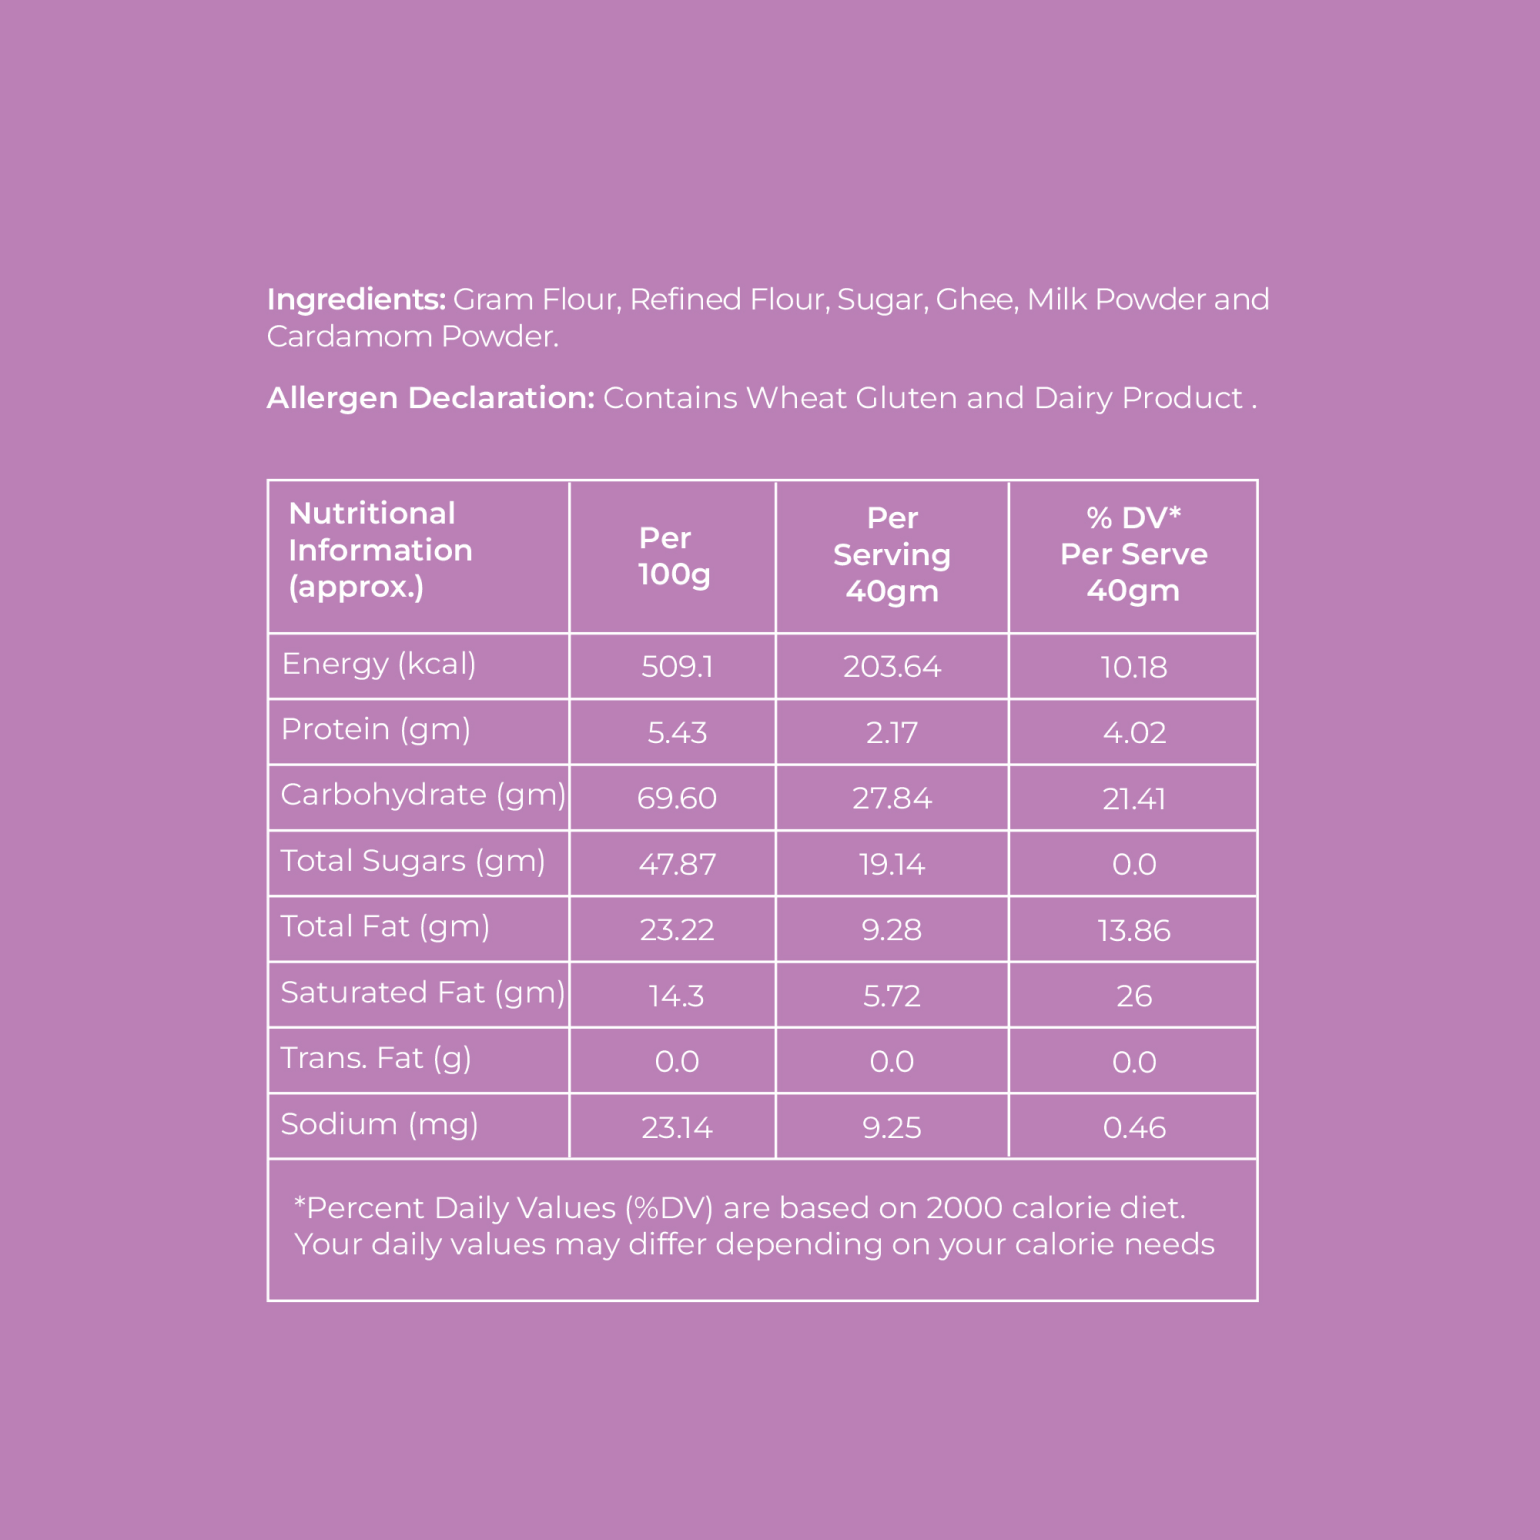 Ingredients: Gram Flour, Refined Flour, Sugar, Ghee, Milk Powder and
Cardamom Powder.
Allergen Declaration: Contains Wheat Gluten and Dairy Product .
Nutritional
Information
(approx.)
Per
100g
Per
Serving
40gm
% DV*
Per Serve
40gm
Energy (kcal) 509.1 203.64 10.18
Protein (gm) 5.43 2.17 4.02
Carbohydrate (gm) 69.60 27.84 21.41
Total Sugars (gm) 47.87 19.14 0.0
Total Fat (gm) 23.22 9.28 13.86
Saturated Fat (gm) 14.3 5.72 26
Trans. Fat (g) 0.0 0.0 0.0
Sodium (mg) 23.14 9.25 0.46
*Percent Daily Values (%DV) are based on 2000 calorie diet.
Your daily values may differ depending on your calorie needs